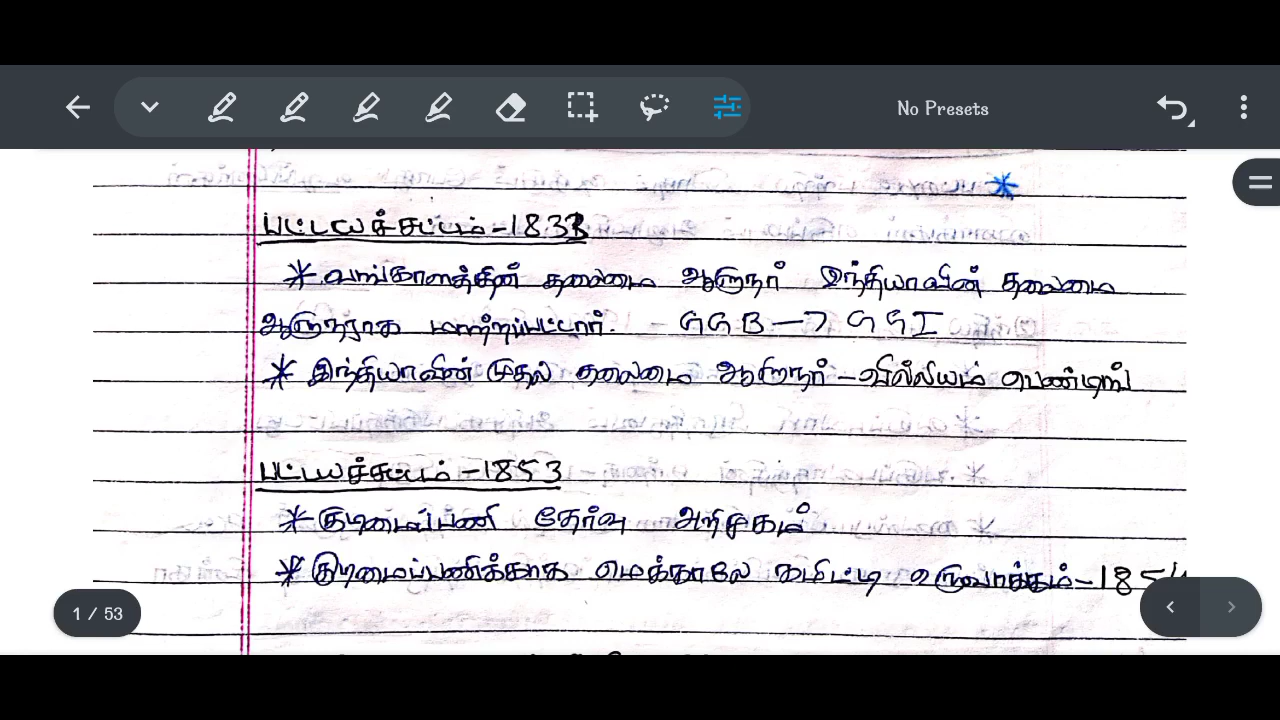 No Presets
பட்டயச்சட்டம் - 1833
* வங்காளத்தின் தலைமை ஆளுநர் இந்தியாவின் தலைமை
ஆளுநராக மாற்றப்பட்டார். - GGB → GGI
* இந்தியாவின் முதல் தலைமை ஆளுநர் - வில்லியம் பெண்டிங்
பட்டயச்சட்டம் - 1853
* குடிமைப்பணி தேர்வு அறிமுகம்
* குடிமைப்பணிக்காக மெக்காலே கமிட்டி உருவாக்கம் - 1854
1 / 53